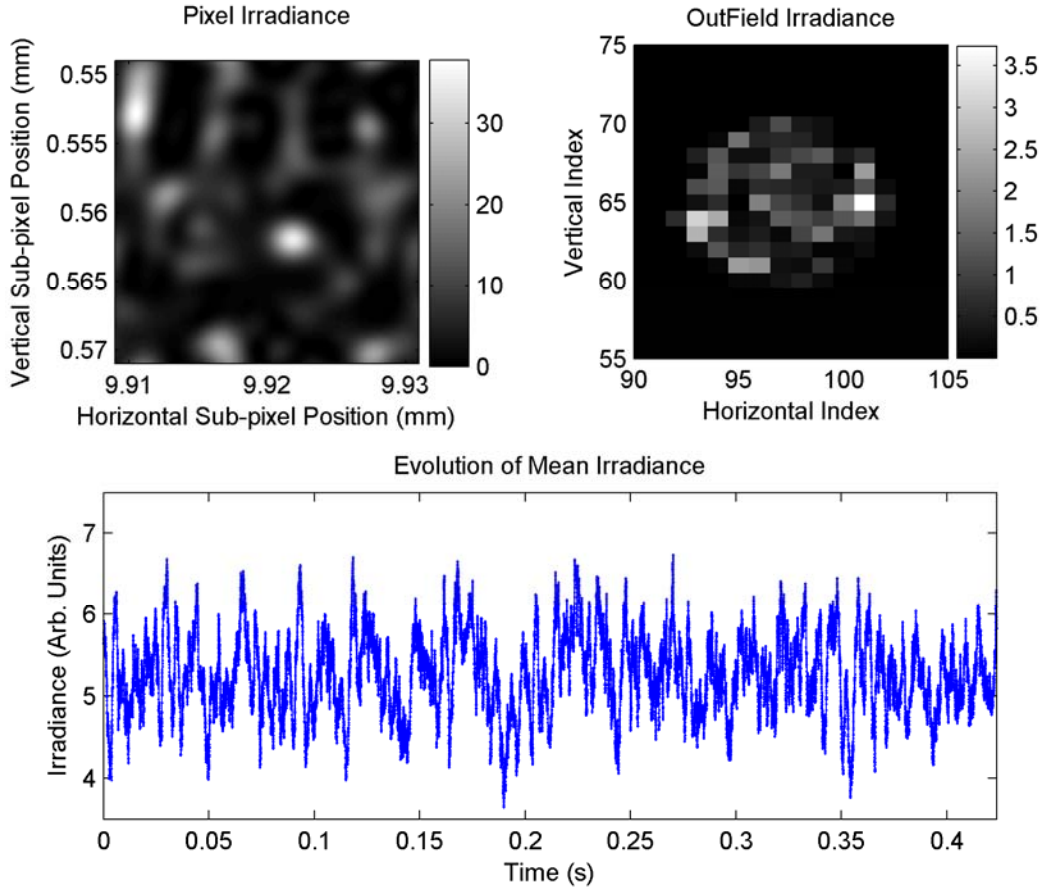 Pixel Irradiance
Vertical Sub-pixel Position (mm)
0.55
0.555
0.56
0.565
0.57
9.91 9.92 9.93
Horizontal Sub-pixel Position (mm)
30
20
10
0
OutField Irradiance
Vertical Index
75
70
65
60
55
90 95 100 105
Horizontal Index
3.5
3
2.5
2
1.5
1
0.5
Evolution of Mean Irradiance
Irradiance (Arb. Units)
7
6
5
4
0 0.05 0.1 0.15 0.2 0.25 0.3 0.35 0.4
Time (s)